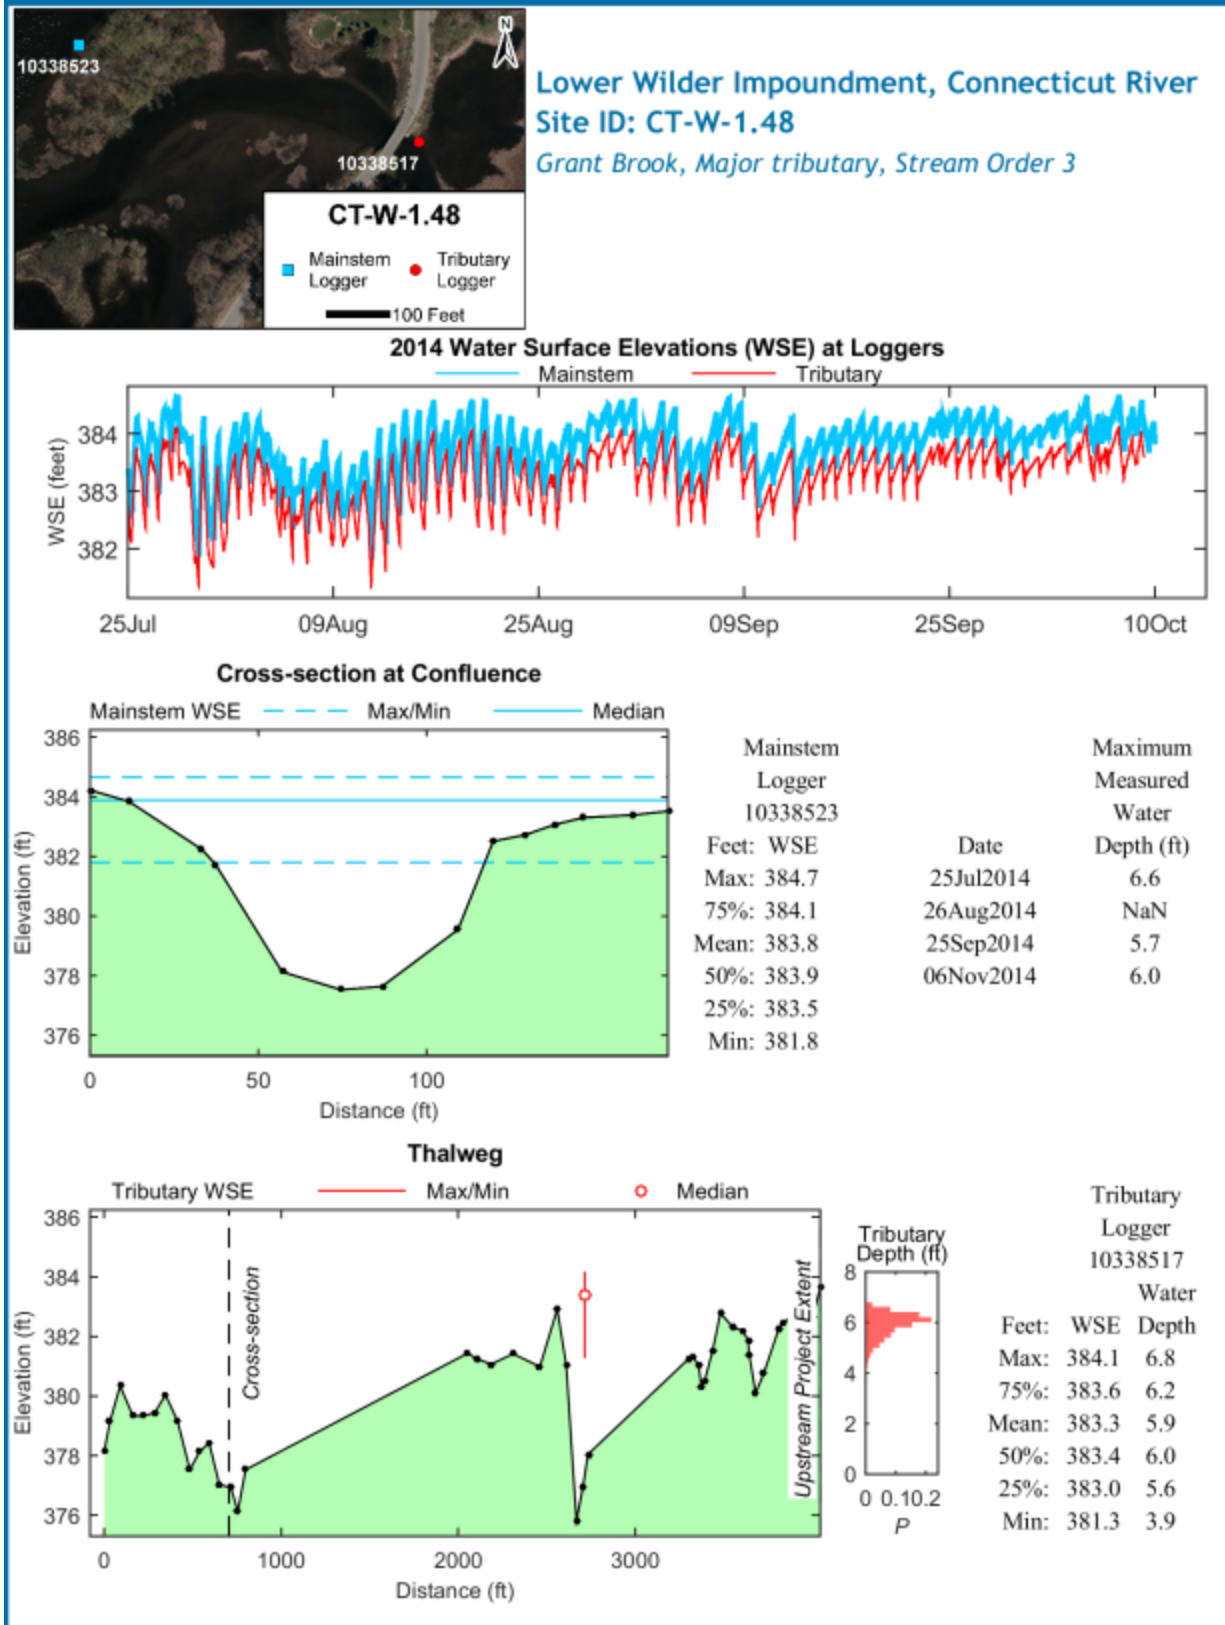 N
10338523
10338517
CT-W-1.48
Mainstem Logger
Tributary Logger
100 Feet
Lower Wilder Impoundment, Connecticut River
Site ID: CT-W-1.48
Grant Brook, Major tributary, Stream Order 3
2014 Water Surface Elevations (WSE) at Loggers
Mainstem Tributary
WSE (feet)
384
383
382
25Jul 09Aug 25Aug 09Sep 25Sep 10Oct
Cross-section at Confluence
Mainstem WSE Max/Min Median
Elevation (ft)
386
384
382
380
378
376
0 50 100
Distance (ft)
Mainstem
Logger
10338523
Feet: WSE
Max: 384.7
75%: 384.1
Mean: 383.8
50%: 383.9
25%: 383.5
Min: 381.8
Maximum
Measured
Water
Date Depth (ft)
25Jul2014 6.6
26Aug2014 NaN
25Sep2014 5.7
06Nov2014 6.0
Thalweg
Tributary WSE Max/Min Median
Elevation (ft)
386
384
382
380
378
376
Cross-section
Upstream Project Extent
0 1000 2000 3000
Distance (ft)
Tributary
Depth (ft)
8
6
4
2
0
0 0.1 0.2
P
Tributary
Logger
10338517
Water
Feet: WSE Depth
Max: 384.1 6.8
75%: 383.6 6.2
Mean: 383.3 5.9
50%: 383.4 6.0
25%: 383.0 5.6
Min: 381.3 3.9